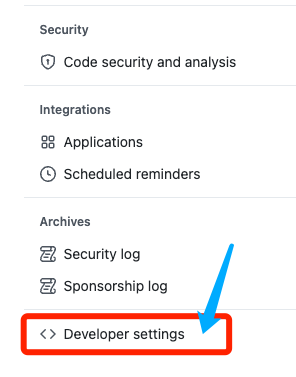 Security
Code security and analysis
Integrations
Applications
Scheduled reminders
Archives
Security log
Sponsorship log
Developer settings